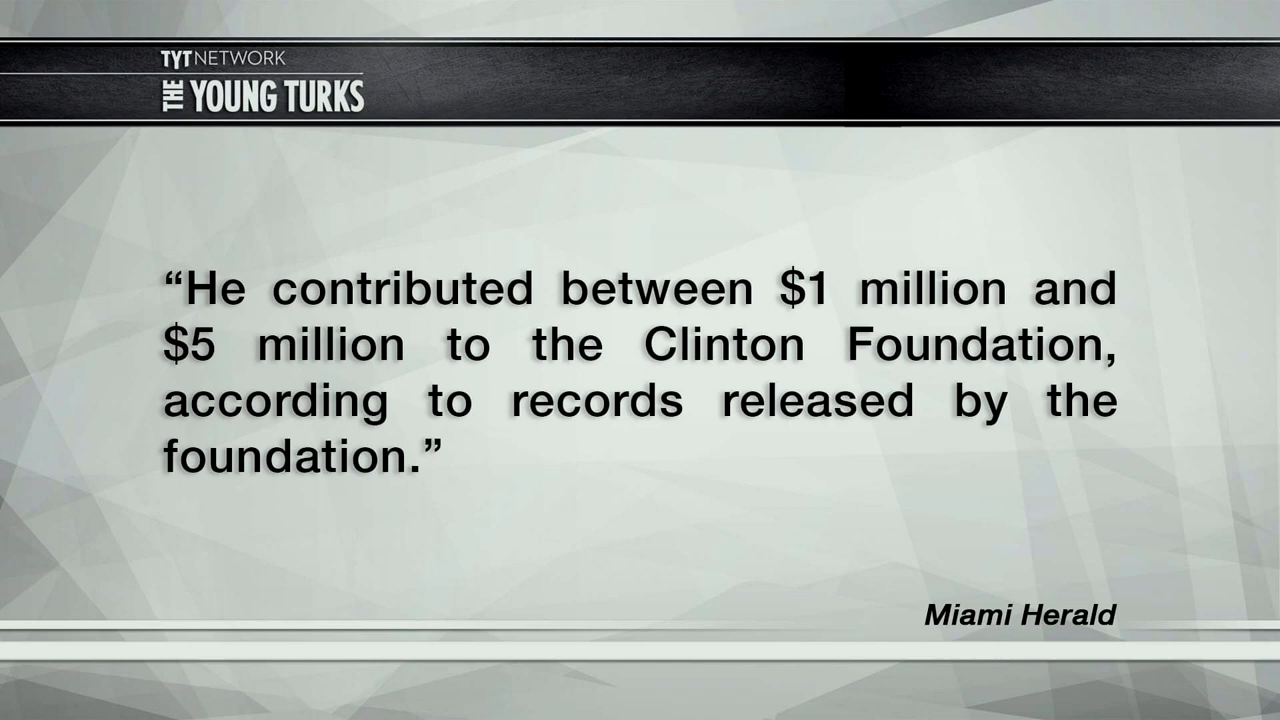 TYT NETWORK
THE YOUNG TURKS
“He contributed between $1 million and
$5 million to the Clinton Foundation,
according to records released by the
foundation.”
Miami Herald